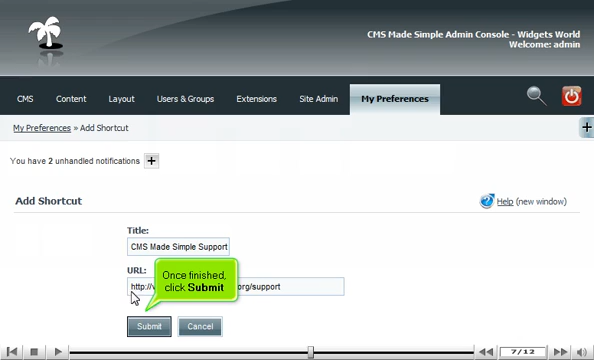 CMS Made Simple Admin Console - Widgets World
Welcome: admin
CMS Content Layout Users & Groups Extensions Site Admin My Preferences
My Preferences » Add Shortcut
You have 2 unhandled notifications
Add Shortcut
Help (new window)
Title:
CMS Made Simple Support
URL:
Once finished,
click Submit
http:// org/support
Submit Cancel
7/12